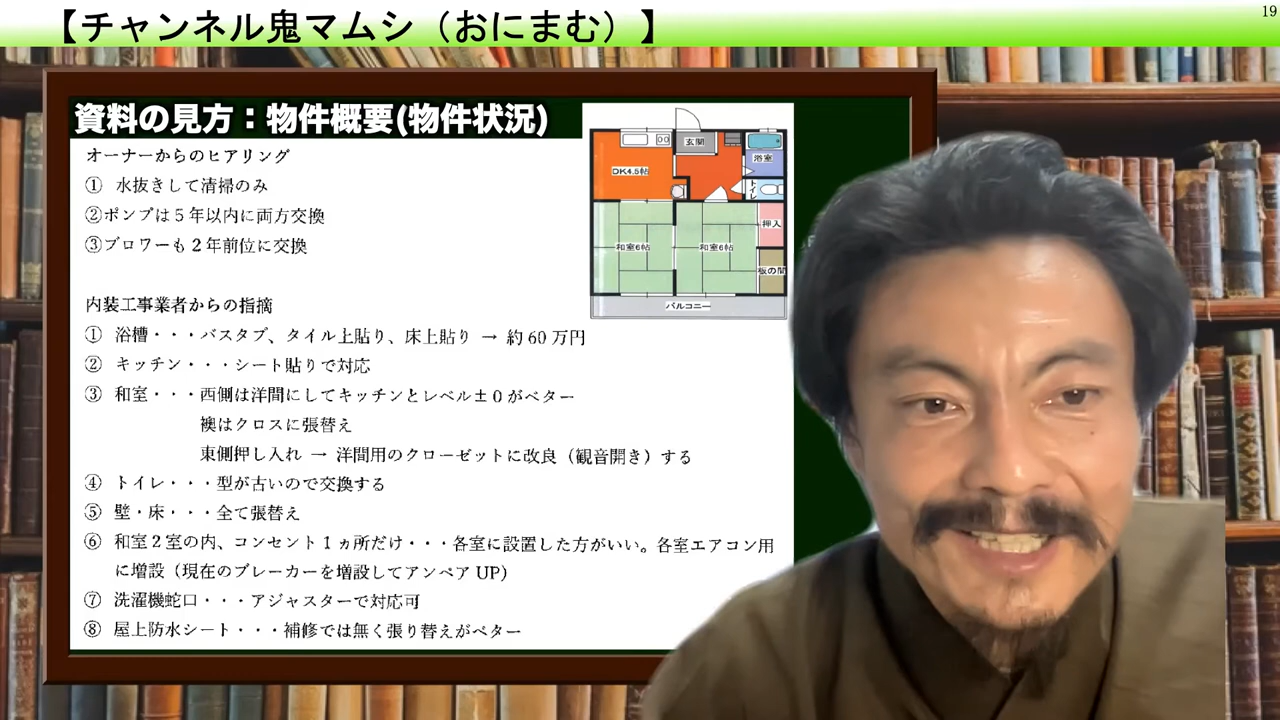 【チャンネル鬼マムシ（おにまむ）】
19
資料の見方：物件概要(物件状況)
オーナーからのヒアリング
① 水抜きして清掃のみ
②ポンプは５年以内に両方交換
③ブロワーも２年前位に交換
内装工事業者からの指摘
① 浴槽・・・バスタブ、タイル上貼り、床上貼り → 約60万円
② キッチン・・・シート貼りで対応
③ 和室・・・西側は洋間にしてキッチンとレベル±０がベター
襖はクロスに張替え
東側押し入れ → 洋間用のクローゼットに改良（観音開き）する
④ トイレ・・・型が古いので交換する
⑤ 壁・床・・・全て張替え
⑥ 和室２室の内、コンセント１ヵ所だけ・・・各室に設置した方がいい。各室エアコン用
に増設（現在のブレーカーを増設してアンペアUP）
⑦ 洗濯機蛇口・・・アジャスターで対応可
⑧ 屋上防水シート・・・補修では無く張り替えがベター
玄関
浴室
DK4.5帖
トイレ
押入
和室6帖
和室6帖
板の間
バルコニー